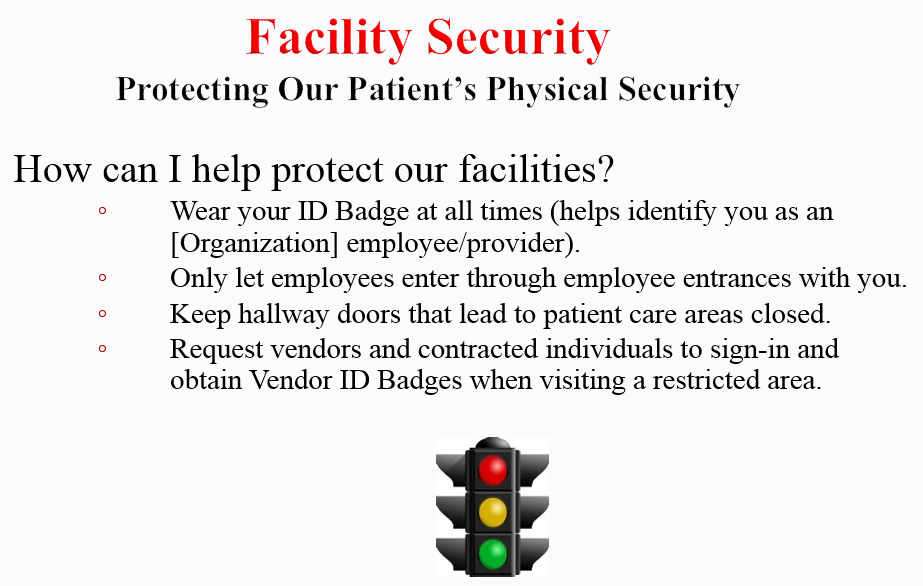 Facility Security
Protecting Our Patient's Physical Security
How can I help protect our facilities?
Wear your ID Badge at all times (helps identify you as an
[Organization] employee/provider).
Only let employees enter through employee entrances with you.
Keep hallway doors that lead to patient care areas closed.
Request vendors and contracted individuals to sign-in and
obtain Vendor ID Badges when visiting a restricted area.